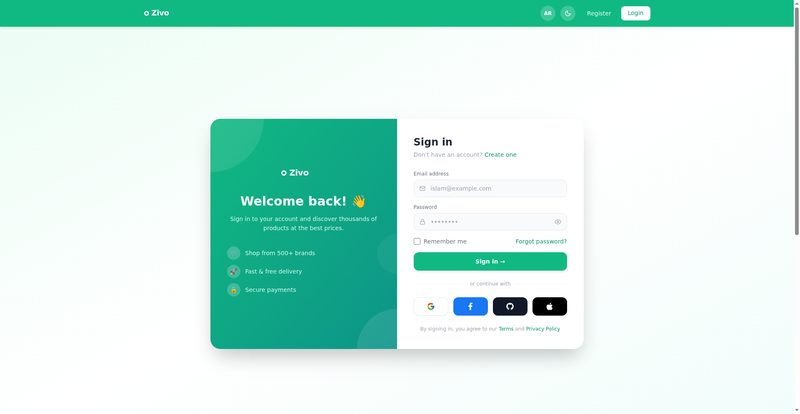 Zivo
AR
Register
Login
Zivo
Welcome back! 👋
Sign in to your account and discover thousands of
products at the best prices.
Shop from 500+ brands
Fast & free delivery
Secure payments
Sign in
Don't have an account? Create one
Email address
islam@example.com
Password
••••••••
Remember me
Forgot password?
Sign in →
or continue with
By signing in, you agree to our Terms and Privacy Policy